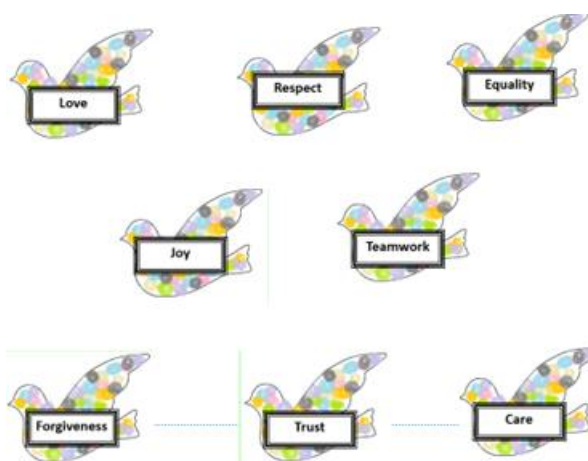 Love
Respect
Equality
Joy
Teamwork
Forgiveness
Trust
Care